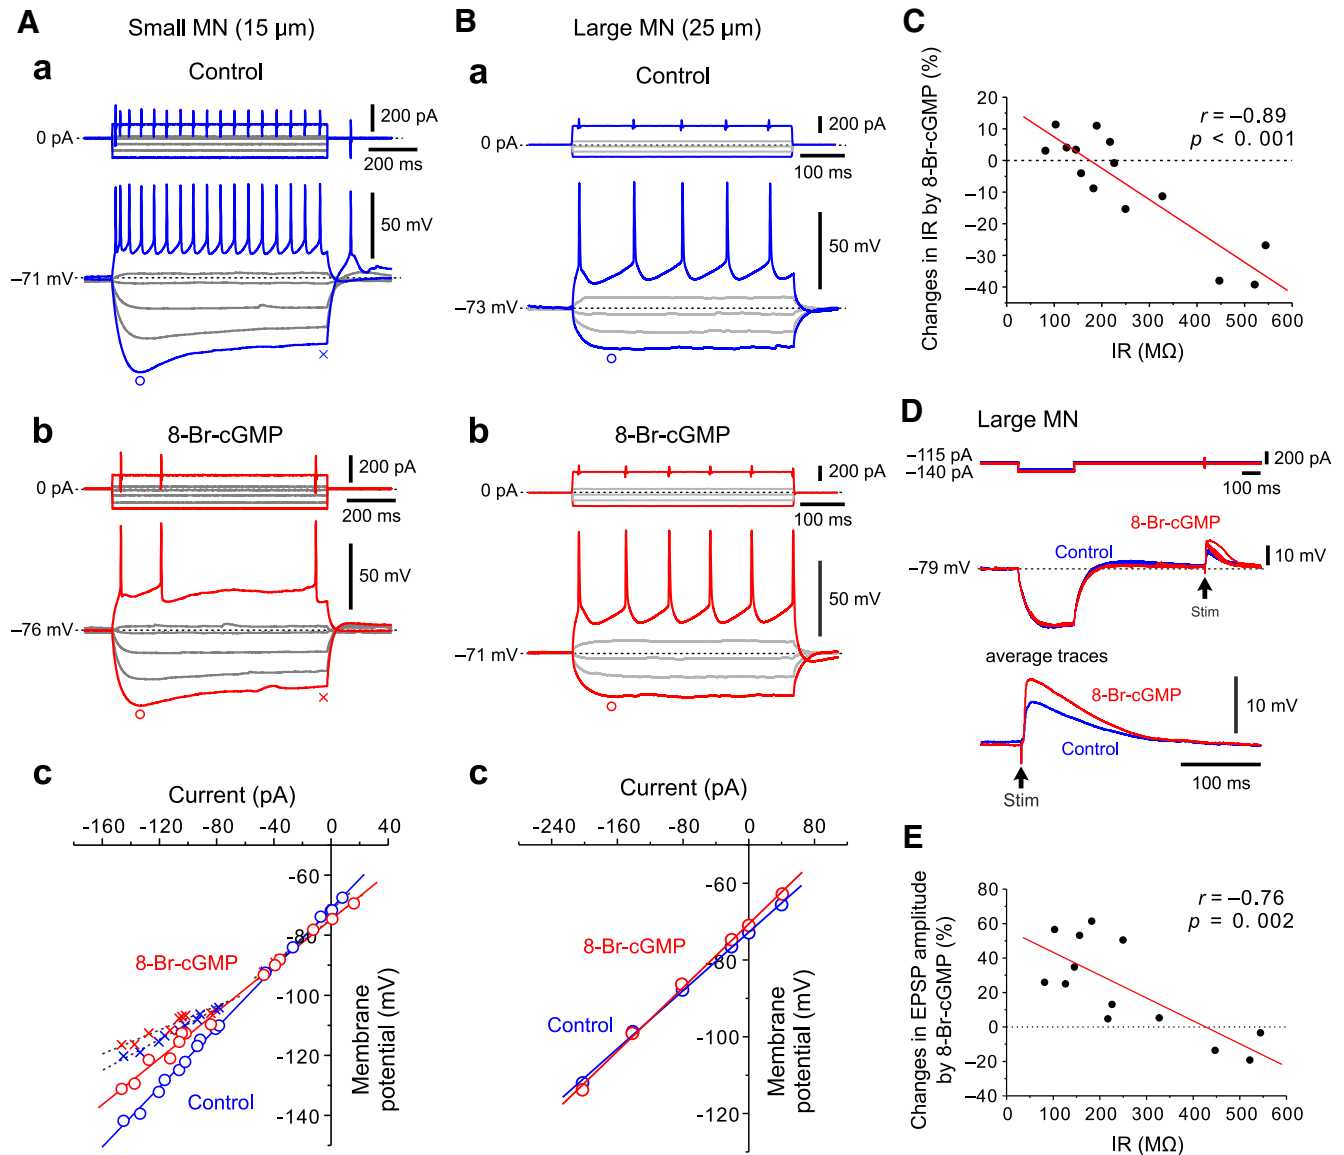 A
Small MN (15 μm)
a
Control
0 pA
200 pA
200 ms
50 mV
−71 mV
b
8-Br-cGMP
0 pA
200 pA
200 ms
50 mV
−76 mV
c
Current (pA)
-160 -120 -80 -40 0 40
-60
-80
-100
-120
-140
8-Br-cGMP
Control
Membrane
potential (mV)
B
Large MN (25 μm)
a
Control
0 pA
200 pA
100 ms
50 mV
−73 mV
b
8-Br-cGMP
0 pA
200 pA
100 ms
50 mV
−71 mV
c
Current (pA)
-240 -160 -80 0 80
-60
-80
-100
-120
8-Br-cGMP
Control
Membrane
potential (mV)
C
Changes in IR by 8-Br-cGMP (%)
20
10
0
−10
−20
−30
−40
r = −0.89
p < 0.001
0 100 200 300 400 500 600
IR (MΩ)
D
Large MN
−115 pA
−140 pA
200 pA
100 ms
8-Br-cGMP
Control
10 mV
−79 mV
Stim
average traces
8-Br-cGMP
Control
10 mV
100 ms
Stim
E
Changes in EPSP amplitude
by 8-Br-cGMP (%)
80
60
40
20
0
−20
−40
r = −0.76
p = 0.002
0 100 200 300 400 500 600
IR (MΩ)